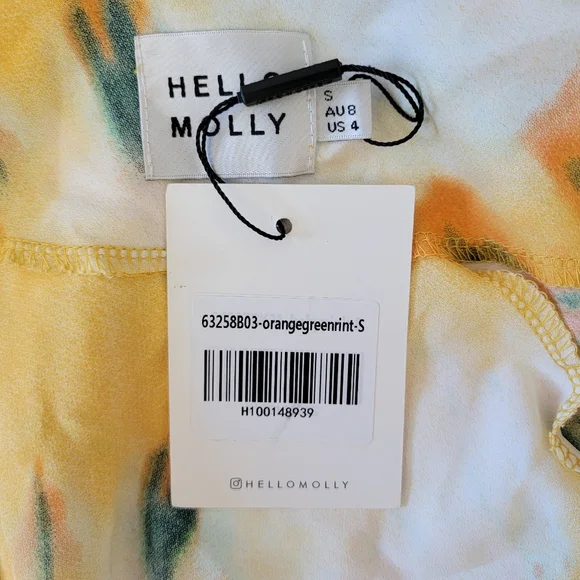 HELLO
MOLLY
S
AU 8
US 4
63258B03-orangegreenrint-S
H100148939
HELLOMOLLY